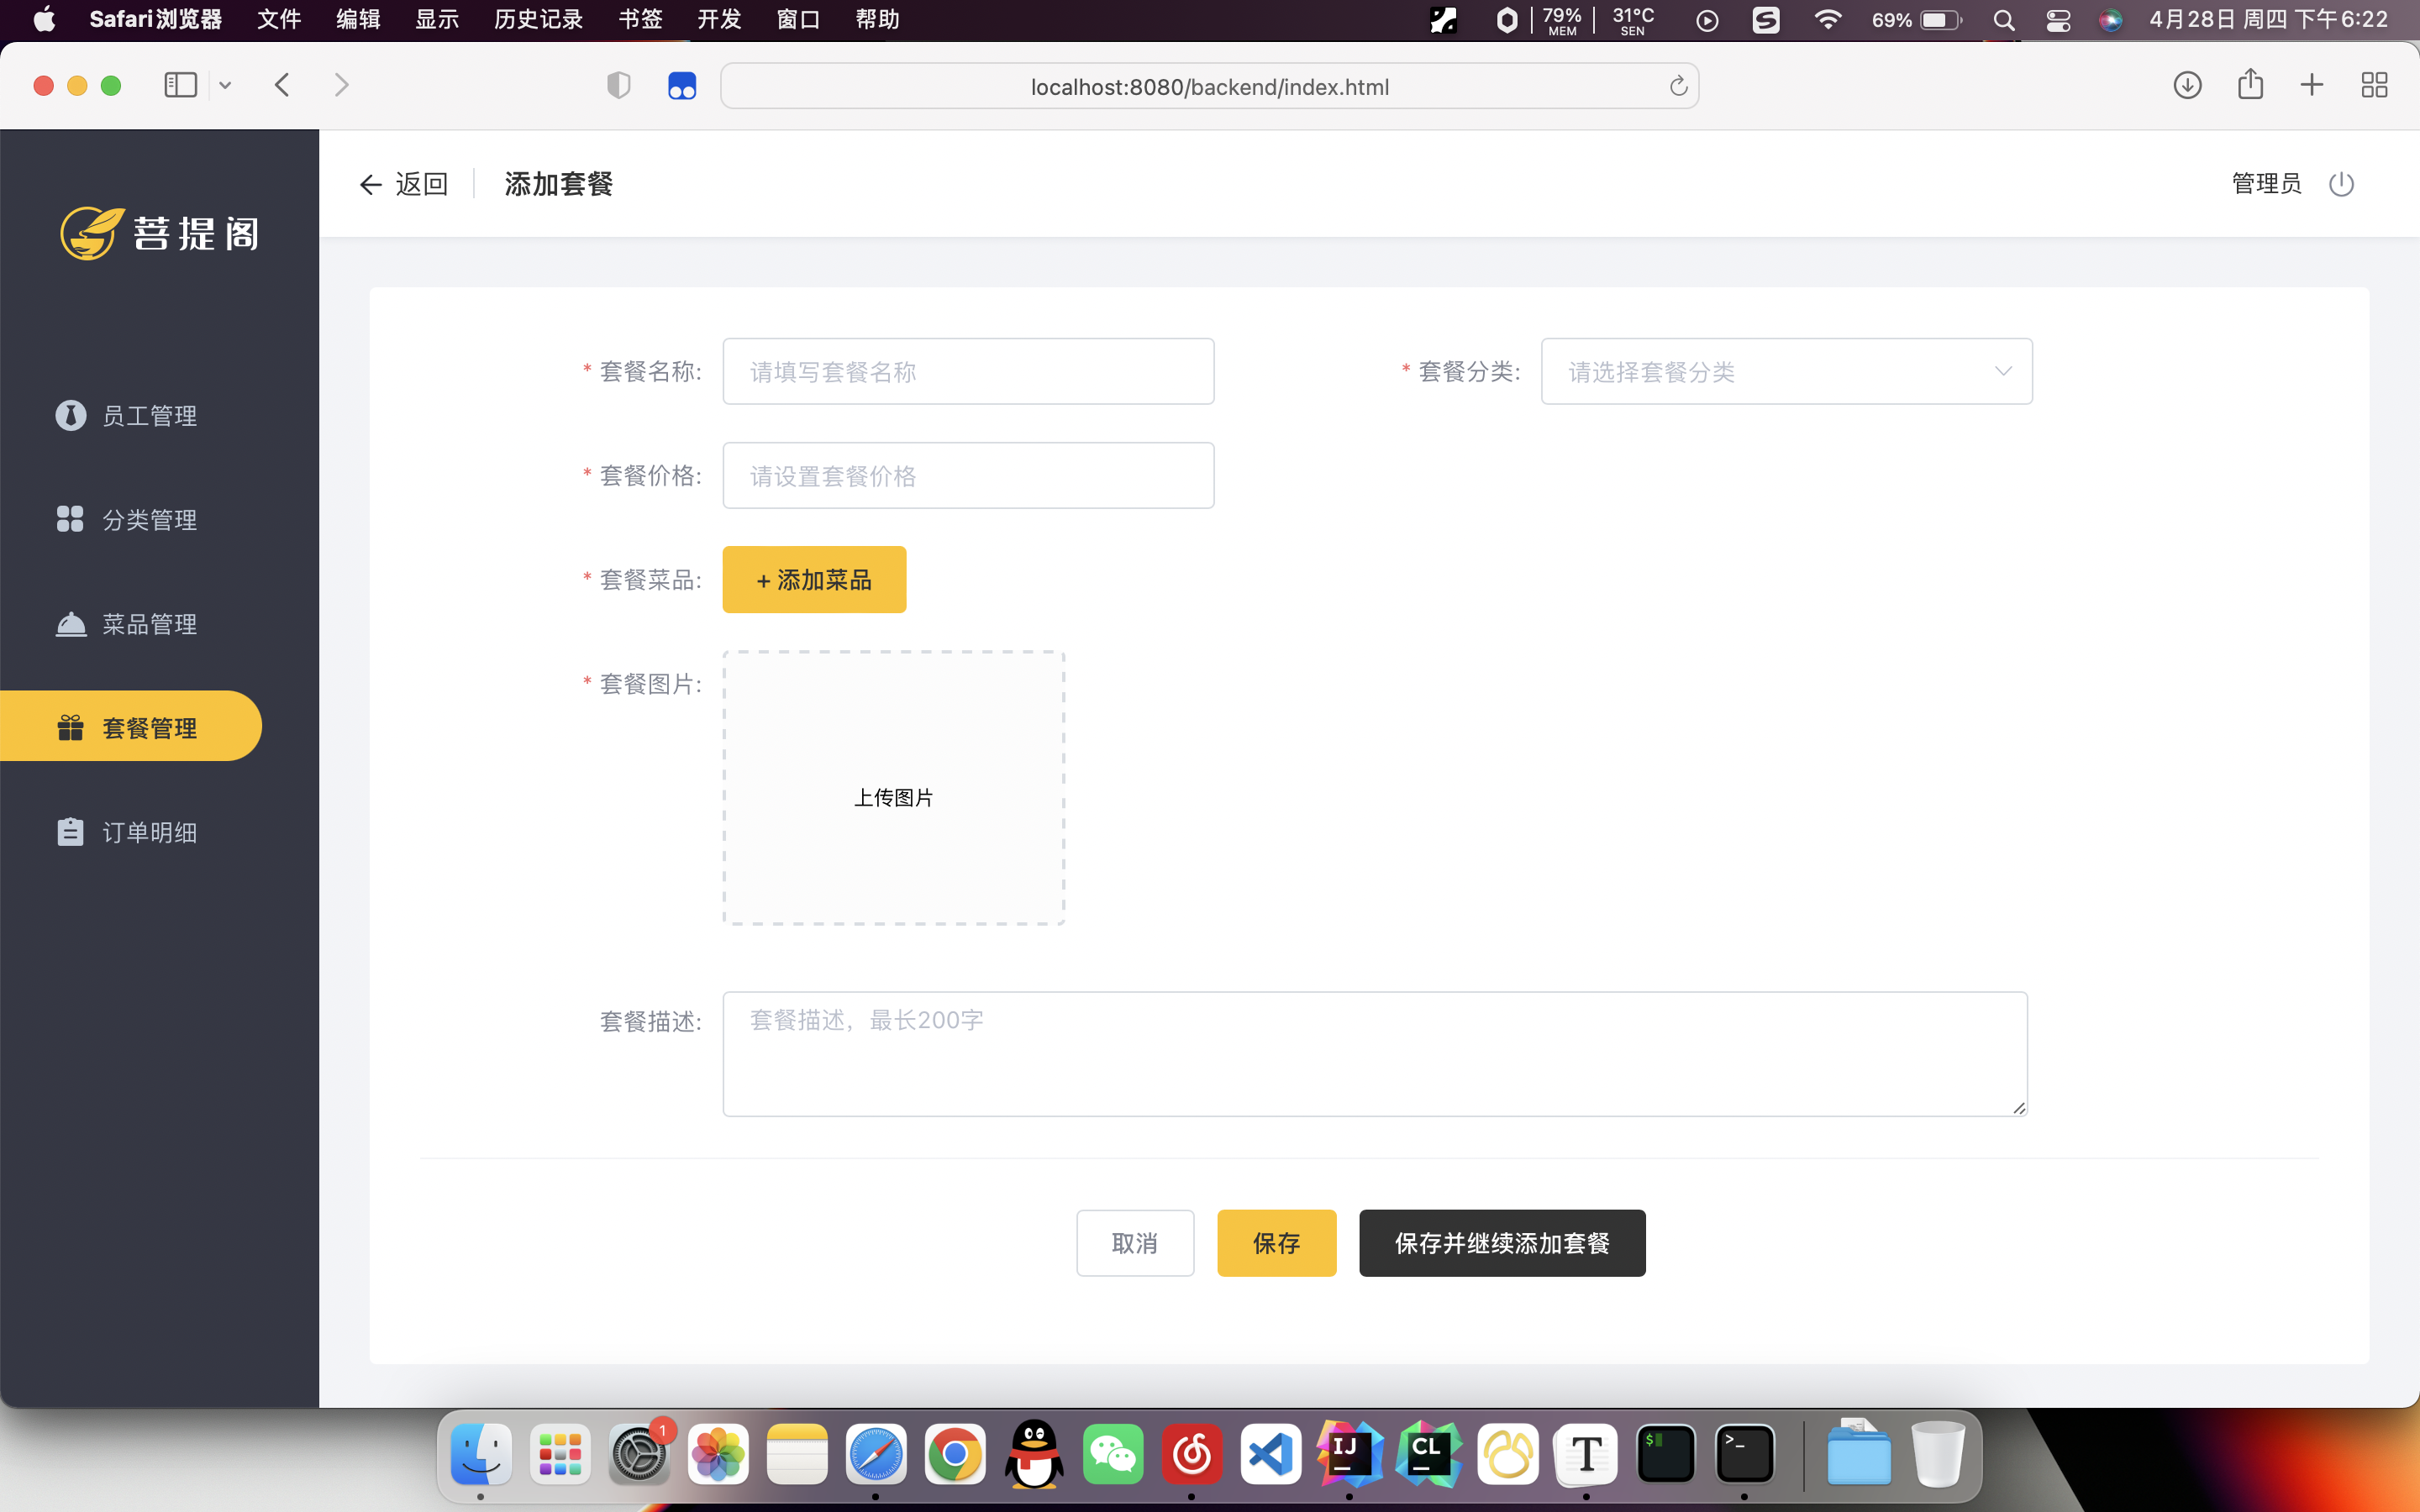 Safari浏览器 文件 编辑 显示 历史记录 书签 开发 窗口 帮助 79% MEM 31°C SEN 69% 4月28日 周四 下午6:22
localhost:8080/backend/index.html
菩提阁
返回 添加套餐 管理员
* 套餐名称: 请填写套餐名称 * 套餐分类: 请选择套餐分类
员工管理
* 套餐价格: 请设置套餐价格
分类管理
* 套餐菜品: + 添加菜品
菜品管理
* 套餐图片:
套餐管理
上传图片
订单明细
套餐描述: 套餐描述，最长200字
取消 保存 保存并继续添加套餐
1
IJ CL T $ >_